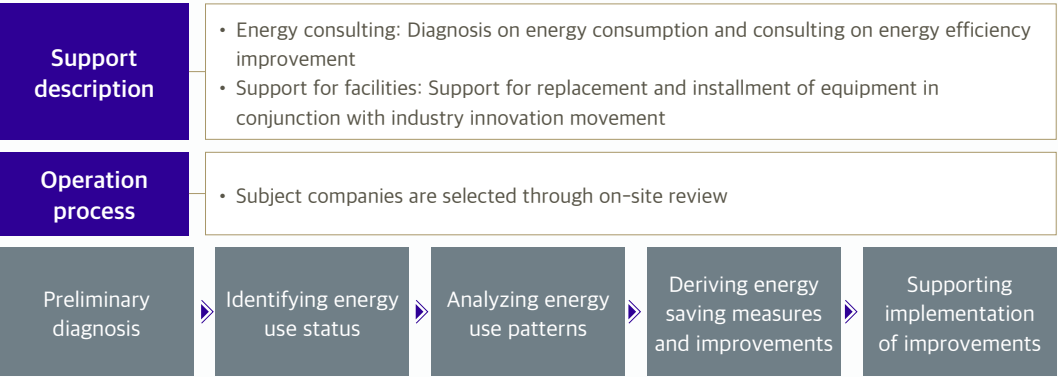 Support
description
• Energy consulting: Diagnosis on energy consumption and consulting on energy efficiency
improvement
• Support for facilities: Support for replacement and installment of equipment in
conjunction with industry innovation movement
Operation
process
• Subject companies are selected through on-site review
Preliminary
diagnosis
Identifying energy
use status
Analyzing energy
use patterns
Deriving energy
saving measures
and improvements
Supporting
implementation
of improvements